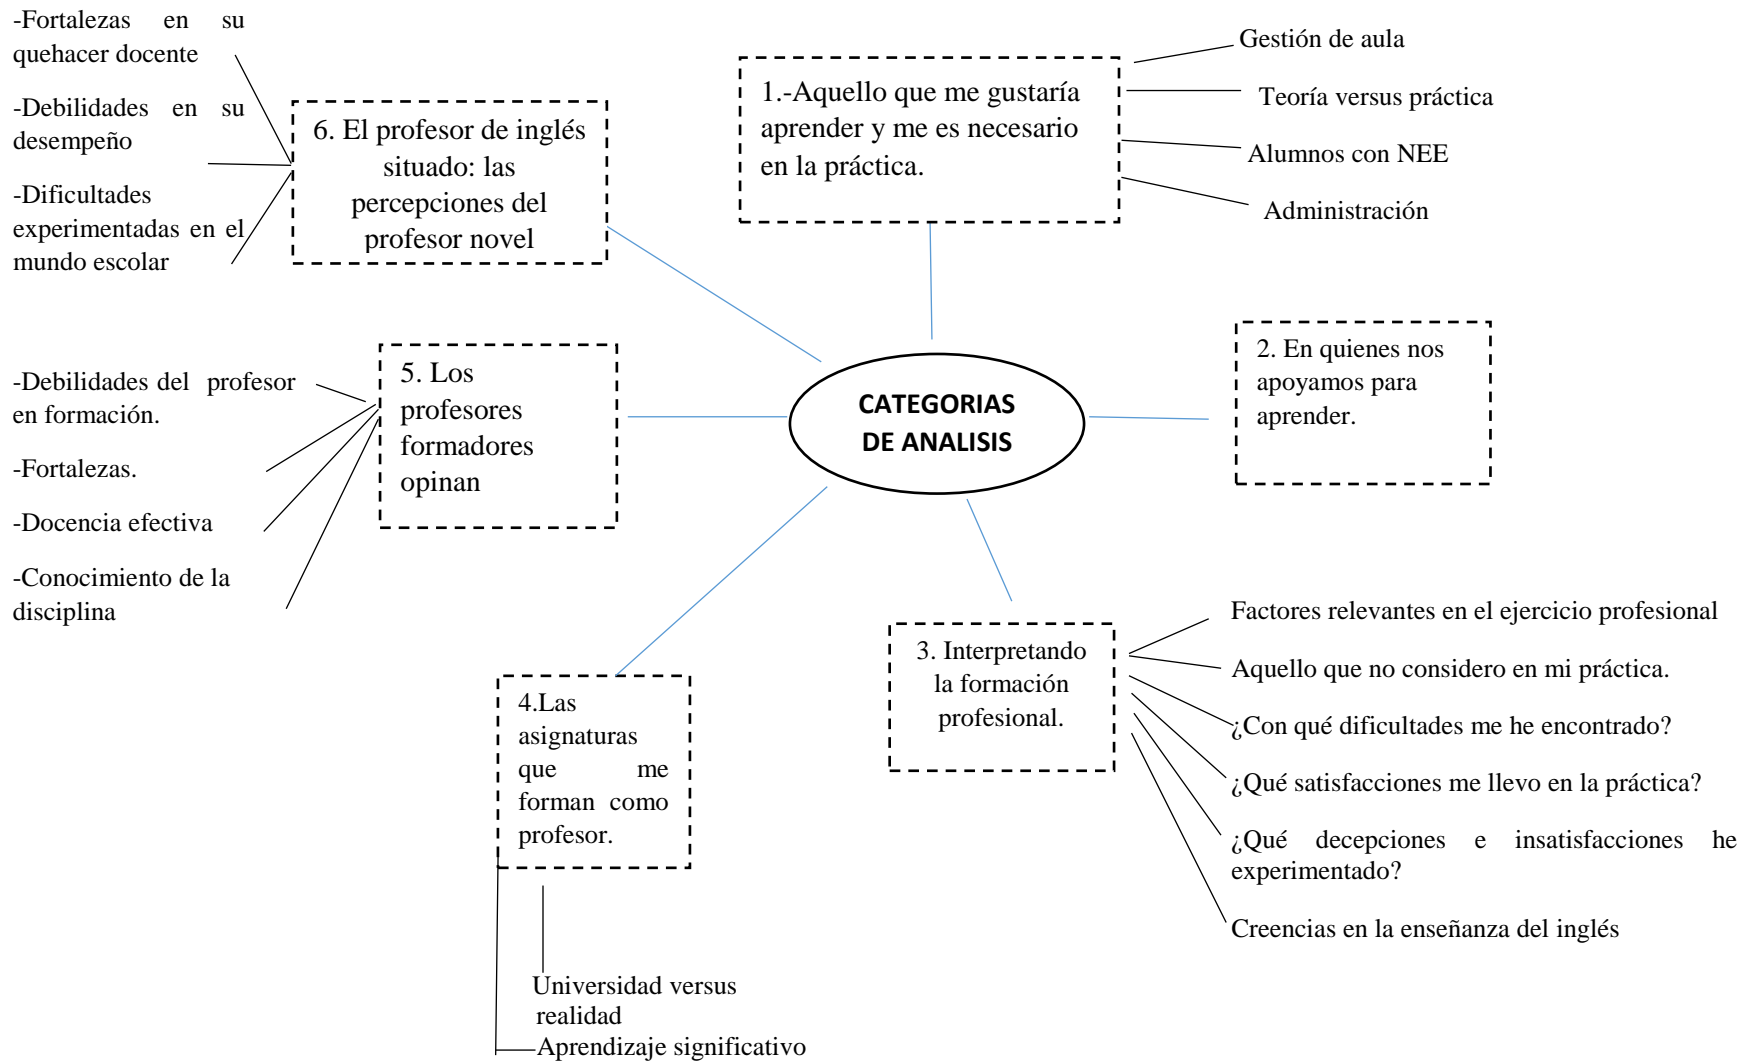 -Fortalezas en su
quehacer docente
-Debilidades en su
desempeño
-Dificultades
experimentadas en el
mundo escolar
6. El profesor de inglés
situado: las
percepciones del
profesor novel
1.-Aquello que me gustaría
aprender y me es necesario
en la práctica.
Gestión de aula
Teoría versus práctica
Alumnos con NEE
Administración
2. En quienes nos
apoyamos para
aprender.
CATEGORIAS
DE ANALISIS
5. Los
profesores
formadores
opinan
-Debilidades del profesor
en formación.
-Fortalezas.
-Docencia efectiva
-Conocimiento de la
disciplina
3. Interpretando
la formación
profesional.
Factores relevantes en el ejercicio profesional
Aquello que no considero en mi práctica.
¿Con qué dificultades me he encontrado?
¿Qué satisfacciones me llevo en la práctica?
¿Qué decepciones e insatisfacciones he
experimentado?
Creencias en la enseñanza del inglés
4.Las
asignaturas
que me
forman como
profesor.
Universidad versus
realidad
Aprendizaje significativo